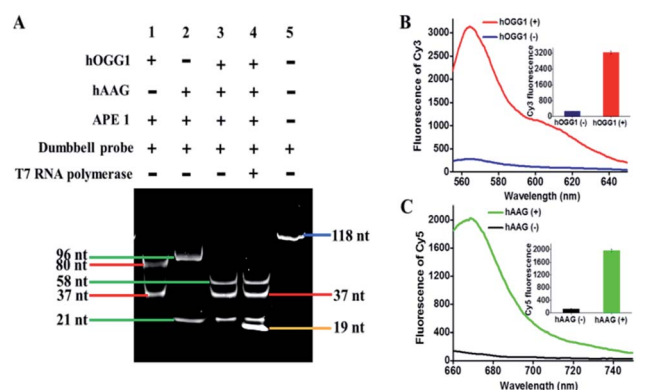 A
1 2 3 4 5
hOGG1 + - + + -
hAAG - + + + -
APE 1 + + + + -
Dumbbell probe + + + + +
T7 RNA polymerase - - - + -
96 nt
80 nt
58 nt
37 nt
21 nt
118 nt
37 nt
19 nt
B
Fluorescence of Cy3
3000
2500
2000
1500
1000
500
0
560 580 600 620 640
Wavelength (nm)
hOGG1 (+)
hOGG1 (-)
Cy3 fluorescence
3200
2400
1600
800
0
hOGG1 (-) hOGG1 (+)
C
Fluorescence of Cy5
2000
1600
1200
800
400
0
660 680 700 720 740
Wavelength (nm)
hAAG (+)
hAAG (-)
Cy5 fluorescence
2000
1600
1200
800
400
0
hAAG (-) hAAG (+)